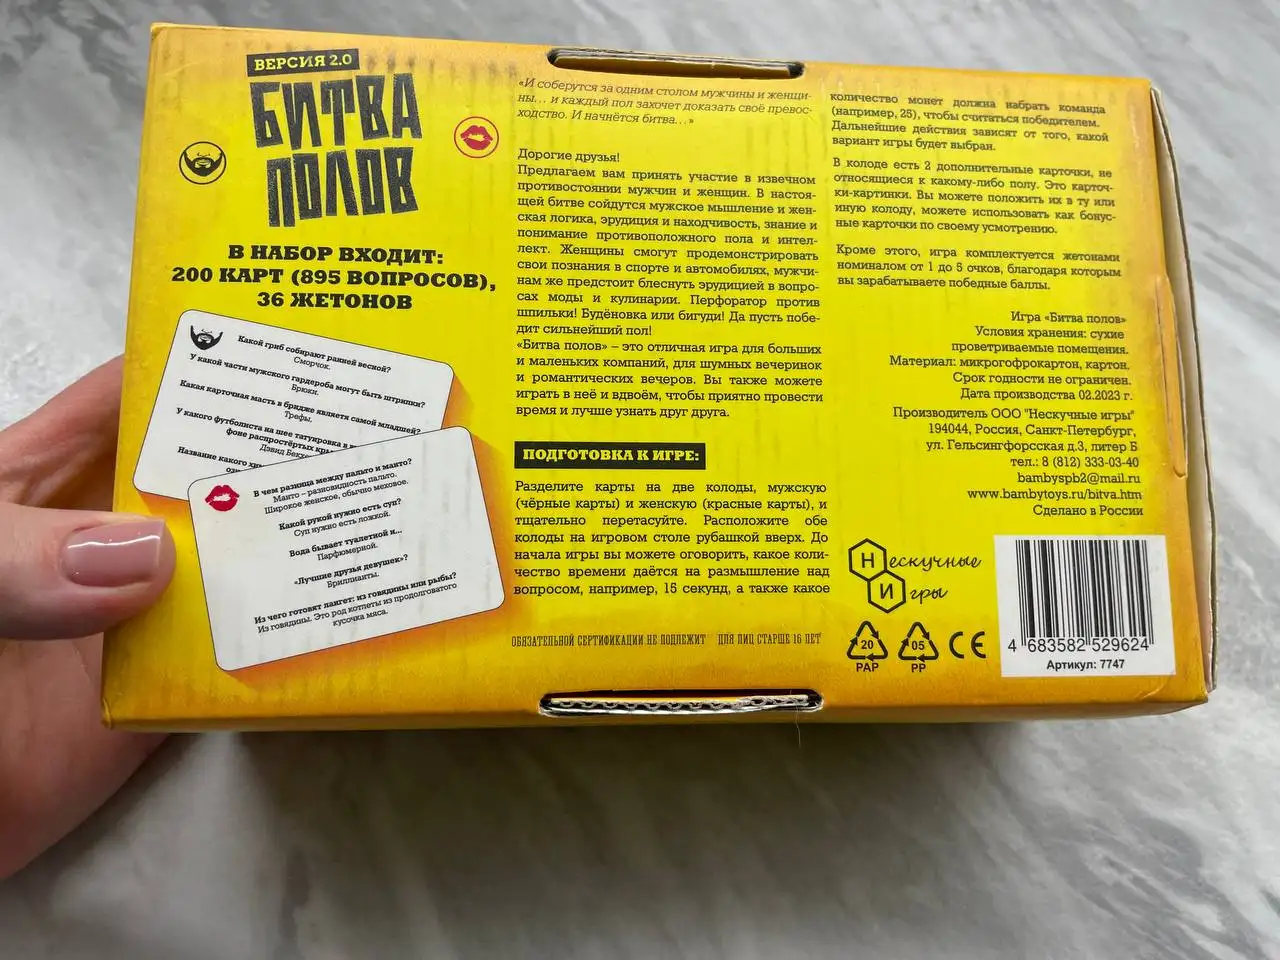 ВЕРСИЯ 2.0
БИТВА
ПОЛОВ
В НАБОР ВХОДИТ:
200 КАРТ (895 ВОПРОСОВ),
36 ЖЕТОНОВ
Какой гриб собирают ранней весной?
Сморчок.
У какой части мужского гардероба могут быть штрипки?
Брюки.
Какая карточная масть в бридже являетя самой младшей?
Трефы.
У какого футболиста на шее татуировка в
фоне распростёртых
Дэвид
Название какого
В чем разница между пальто и манто?
Манто – разновидность пальто.
Широкое женское, обычно меховое.
Какой рукой нужно есть суп?
Суп нужно есть ложкой.
Вода бывает туалетной и...
Парфюмерной.
«Лучшие друзья девушек»?
Бриллианты.
Из чего готовят лангет: из говядины или рыбы?
Из говядины. Это род котлеты из продолговатого
кусочка мяса.
«И соберутся за одним столом мужчины и женщи-
ны... и каждый пол захочет доказать своё превос-
ходство. И начнётся битва...»
Дорогие друзья!
Предлагаем вам принять участие в извечном
противостоянии мужчин и женщин. В настоя-
щей битве сойдутся мужское мышление и жен-
ская логика, эрудиция и находчивость, знание и
понимание противоположного пола и интел-
лект. Женщины смогут продемонстрировать
свои познания в спорте и автомобилях, мужчи-
нам же предстоит блеснуть эрудицией в вопро-
сах моды и кулинарии. Перфоратор против
шпильки! Будёновка или бигуди! Да пусть побе-
дит сильнейший пол!
«Битва полов» – это отличная игра для больших
и маленьких компаний, для шумных вечеринок
и романтических вечеров. Вы также можете
играть в неё и вдвоём, чтобы приятно провести
время и лучше узнать друг друга.
ПОДГОТОВКА К ИГРЕ:
Разделите карты на две колоды, мужскую
(чёрные карты) и женскую (красные карты), и
тщательно перетасуйте. Расположите обе
колоды на игровом столе рубашкой вверх. До
начала игры вы можете оговорить, какое коли-
чество времени даётся на размышление над
вопросом, например, 15 секунд, а также какое
ОБЯЗАТЕЛЬНОЙ СЕРТИФИКАЦИИ НЕ ПОДЛЕЖИТ ДЛЯ ЛИЦ СТАРШЕ 16 ЛЕТ
количество монет должна набрать команда
(например, 25), чтобы считаться победителем.
Дальнейшие действия зависят от того, какой
вариант игры будет выбран.
В колоде есть 2 дополнительные карточки, не
относящиеся к какому-либо полу. Это карточ-
ки-картинки. Вы можете положить их в ту или
иную колоду, можете использовать как бонус-
ные карточки по своему усмотрению.
Кроме этого, игра комплектуется жетонами
номиналом от 1 до 5 очков, благодаря которым
вы зарабатываете победные баллы.
Игра «Битва полов»
Условия хранения: сухие
проветриваемые помещения.
Материал: микрогофрокартон, картон.
Срок годности не ограничен.
Дата производства 02.2023 г.
Производитель ООО "Нескучные игры"
194044, Россия, Санкт-Петербург,
ул. Гельсингфорсская д.3, литер Б
тел.: 8 (812) 333-03-40
bambyspb2@mail.ru
www.bambytoys.ru/bitva.htm
Сделано в России
Нескучные
Игры
20
PAP
05
PP
CE
4 683582 529624
Артикул: 7747